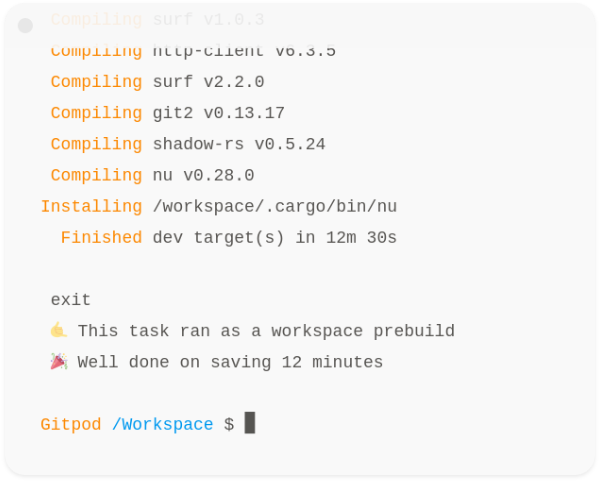 Compiling surf v1.0.3
Compiling http-client v6.3.5
Compiling surf v2.2.0
Compiling git2 v0.13.17
Compiling shadow-rs v0.5.24
Compiling nu v0.28.0
Installing /workspace/.cargo/bin/nu
Finished dev target(s) in 12m 30s
exit
🤙 This task ran as a workspace prebuild
🎉 Well done on saving 12 minutes
Gitpod /Workspace $